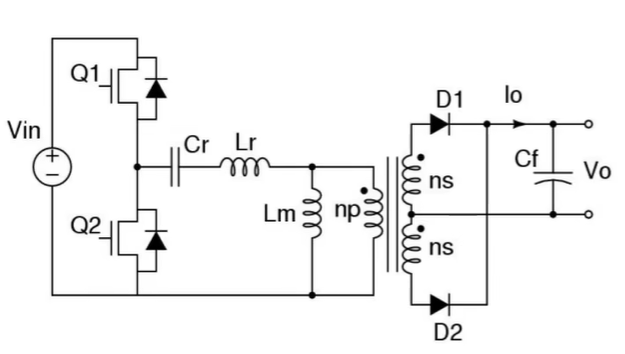 Q1
D1
Io
Vin
+
−
Cr
Lr
Cf
Vo
ns
Lm
np
Q2
ns
D2